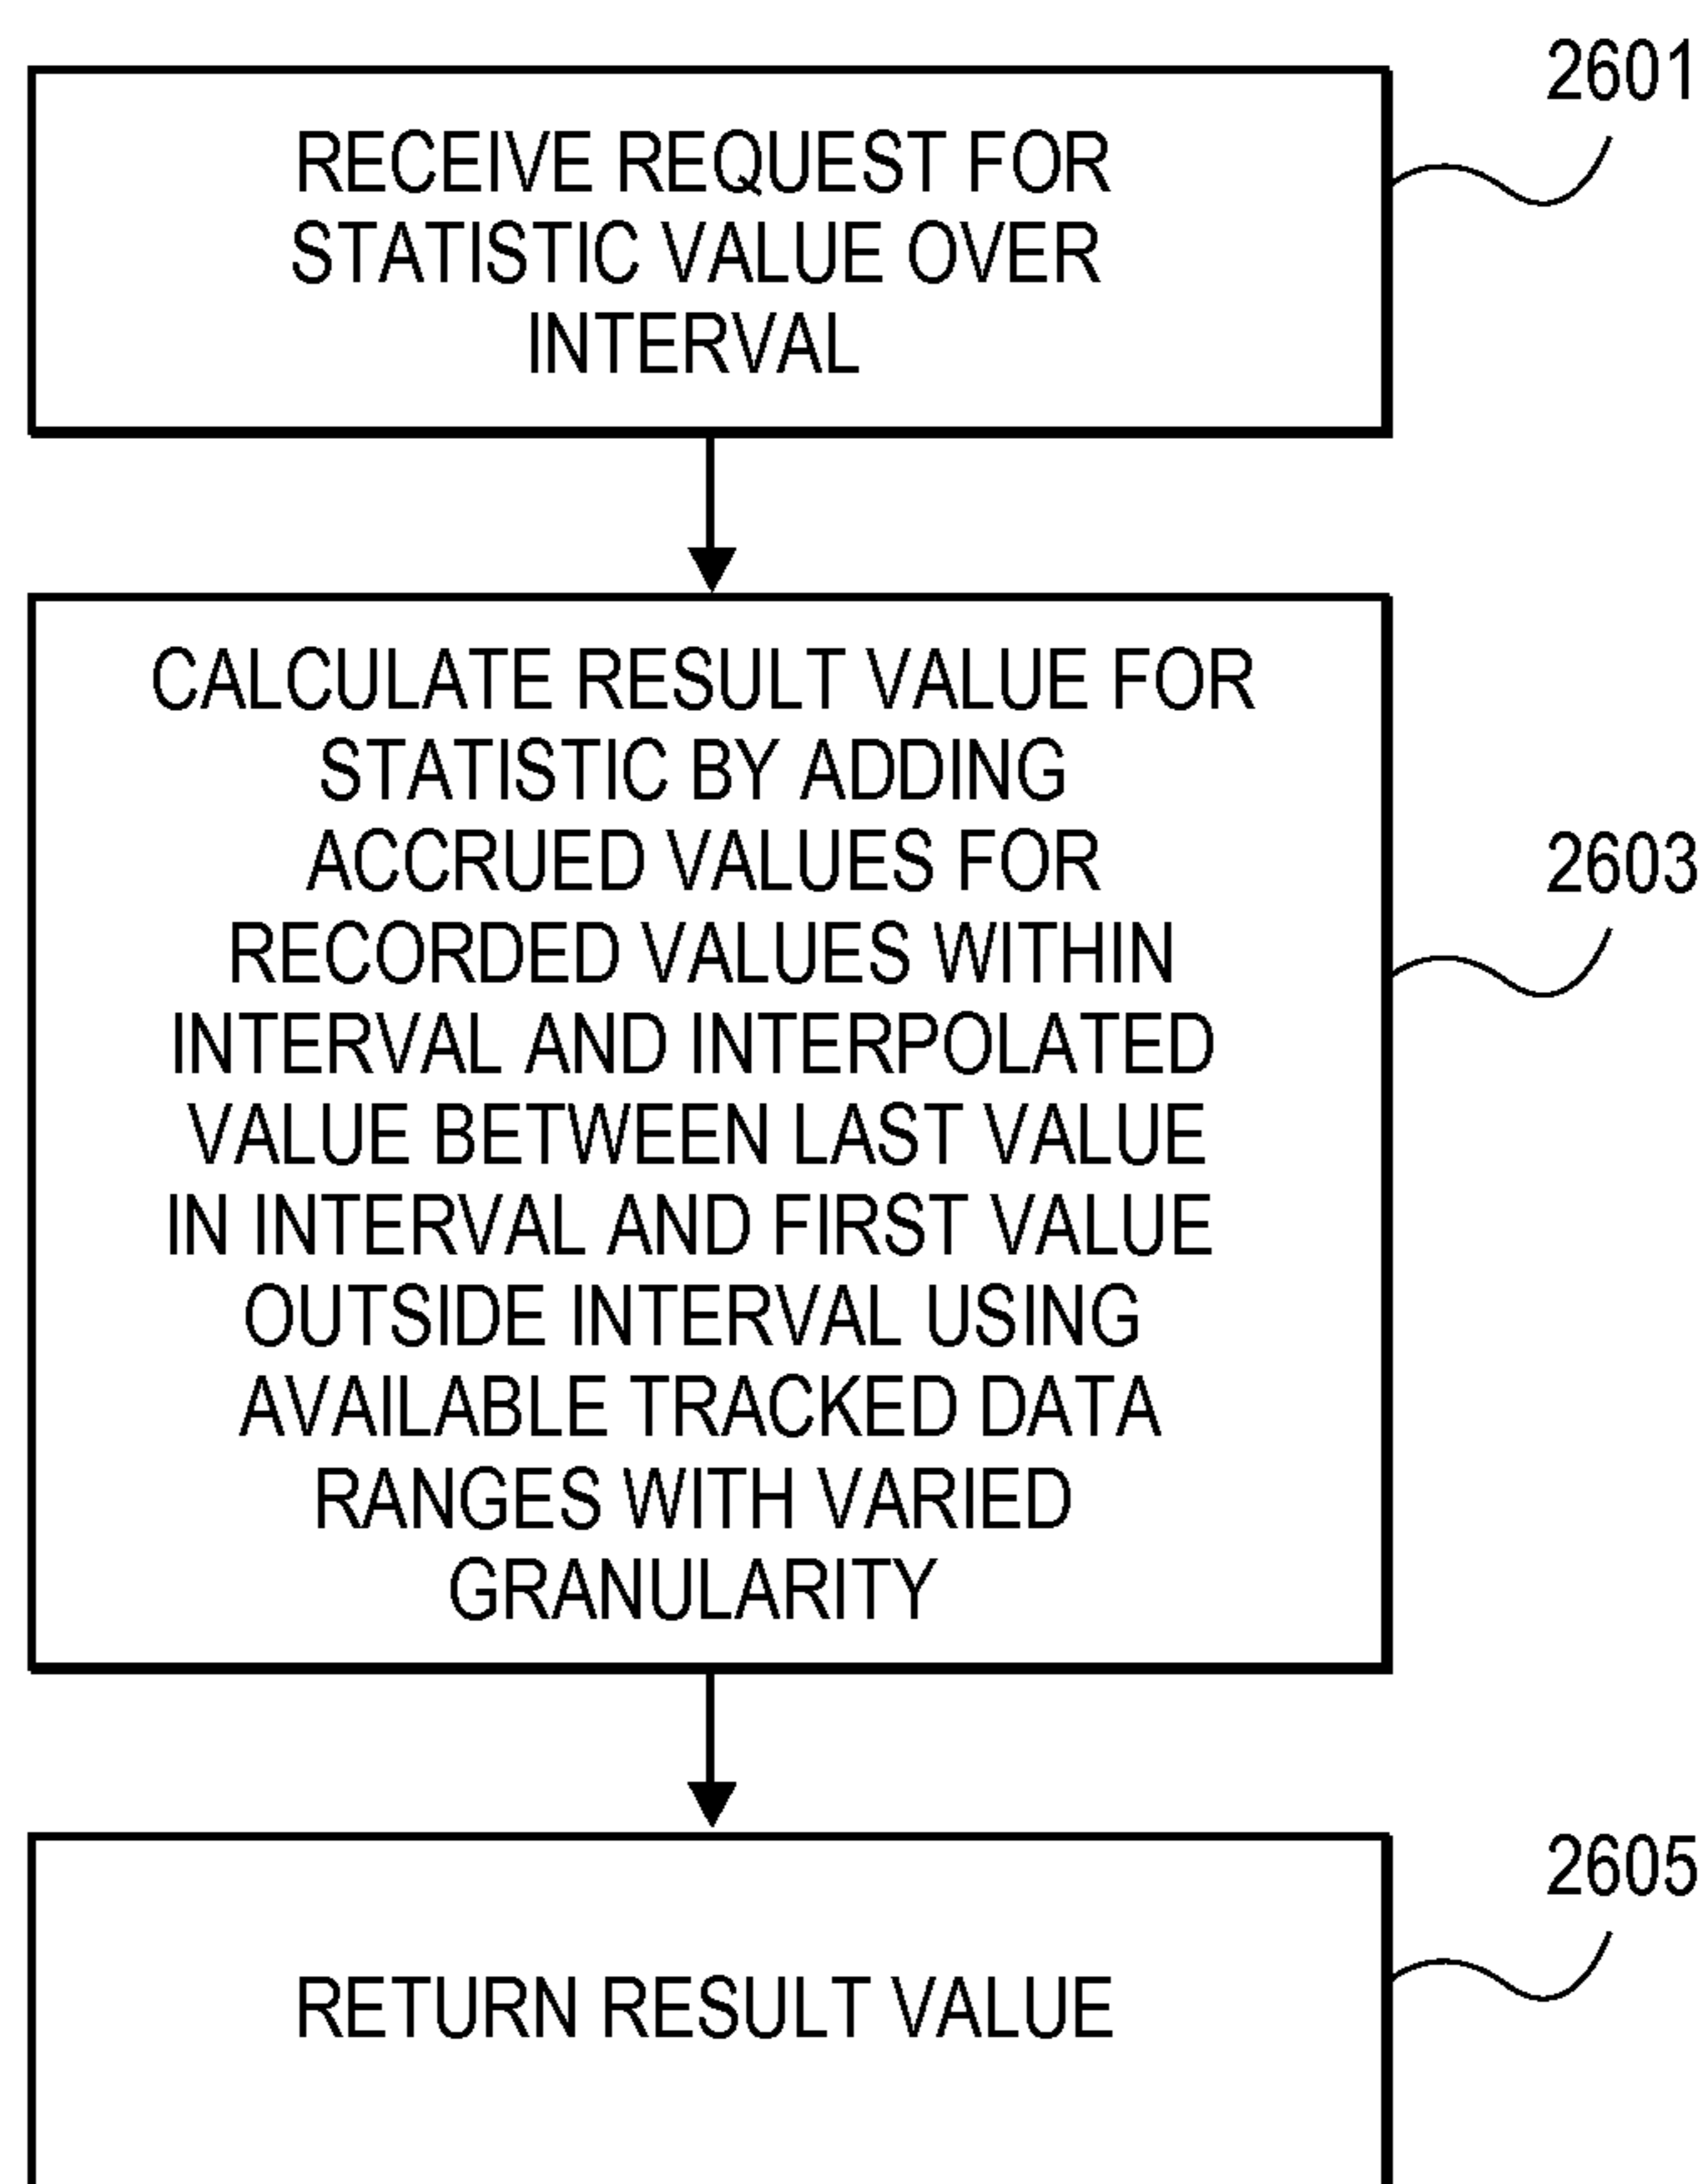 2601
RECEIVE REQUEST FOR
STATISTIC VALUE OVER
INTERVAL
CALCULATE RESULT VALUE FOR
STATISTIC BY ADDING
ACCRUED VALUES FOR
RECORDED VALUES WITHIN
INTERVAL AND INTERPOLATED
VALUE BETWEEN LAST VALUE
IN INTERVAL AND FIRST VALUE
OUTSIDE INTERVAL USING
AVAILABLE TRACKED DATA
RANGES WITH VARIED
GRANULARITY
2603
2605
RETURN RESULT VALUE